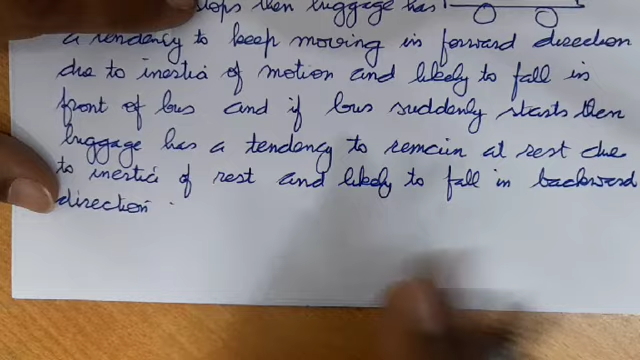 stops then luggage has
a tendency to keep moving in forward direction
due to inertia of motion and likely to fall in
front of bus and if bus suddenly starts then
luggage has a tendency to remain at rest due
to inertia of rest and likely to fall in backward
direction .